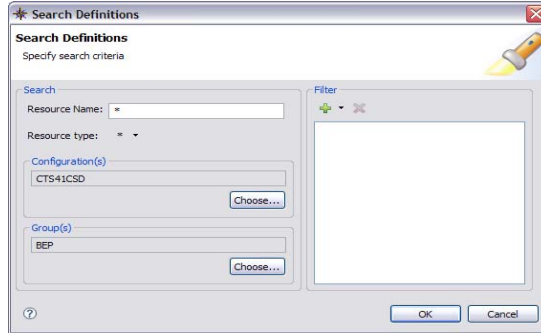 Search Definitions
Search Definitions
Specify search criteria
Search
Resource Name: *
Resource type: *
Configuration(s)
CTS41CSD
Choose...
Group(s)
BEP
Choose...
Filter
OK
Cancel